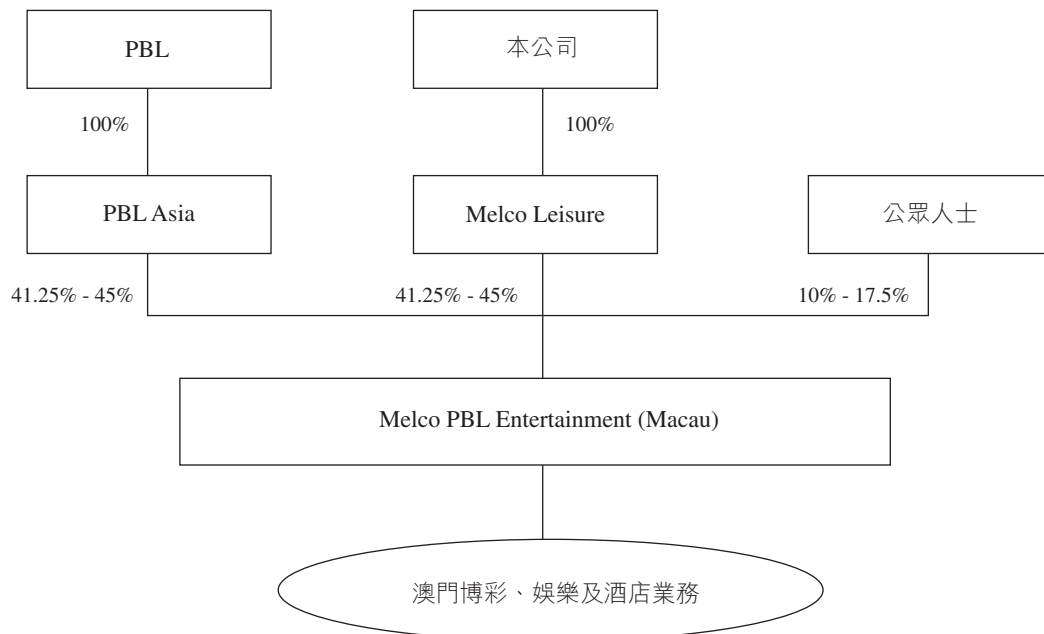 PBL
本公司
100%
100%
PBL Asia
Melco Leisure
公眾人士
41.25% - 45%
41.25% - 45%
10% - 17.5%
Melco PBL Entertainment (Macau)
澳門博彩、娛樂及酒店業務